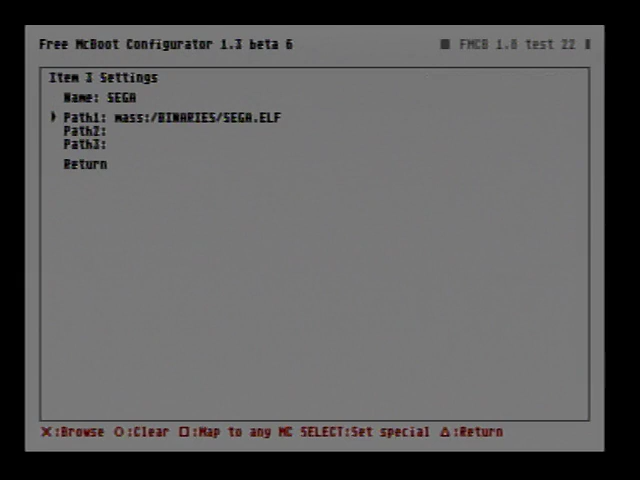 Free McBoot Configurator 1.3 beta 6
FMCB 1.8 test 22
Item 3 Settings
Name: SEGA
Path1: mass:/BINARIES/SEGA.ELF
Path2:
Path3:
Return
X:Browse O:Clear □:Map to any MC SELECT:Set special △:Return